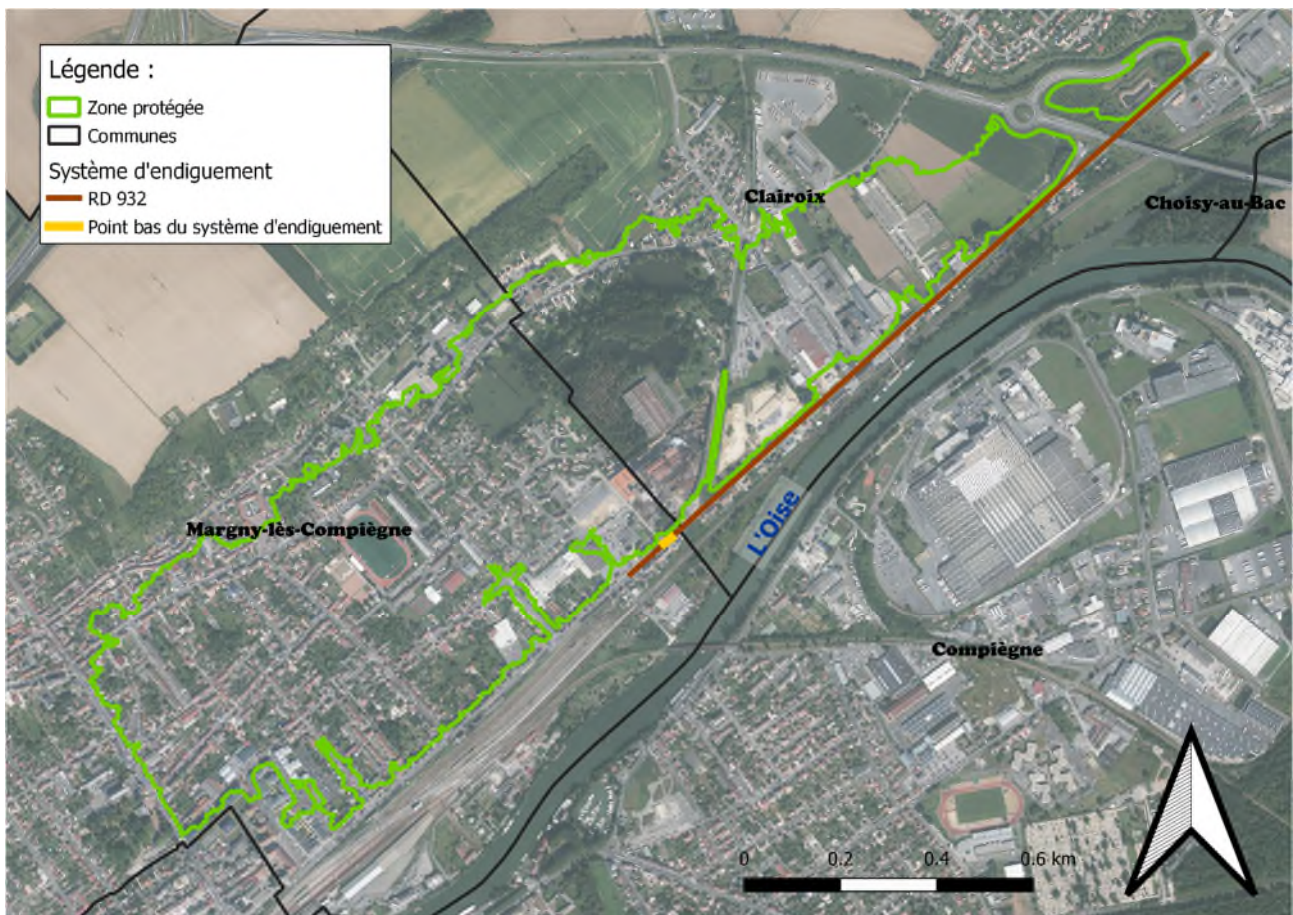 Légende :
Zone protégée
Communes
Système d'endiguement
RD 932
Point bas du système d'endiguement
Clairoix
Choisy-au-Bac
Margny-lès-Compiègne
L'Oise
Compiègne
0 0.2 0.4 0.6 km